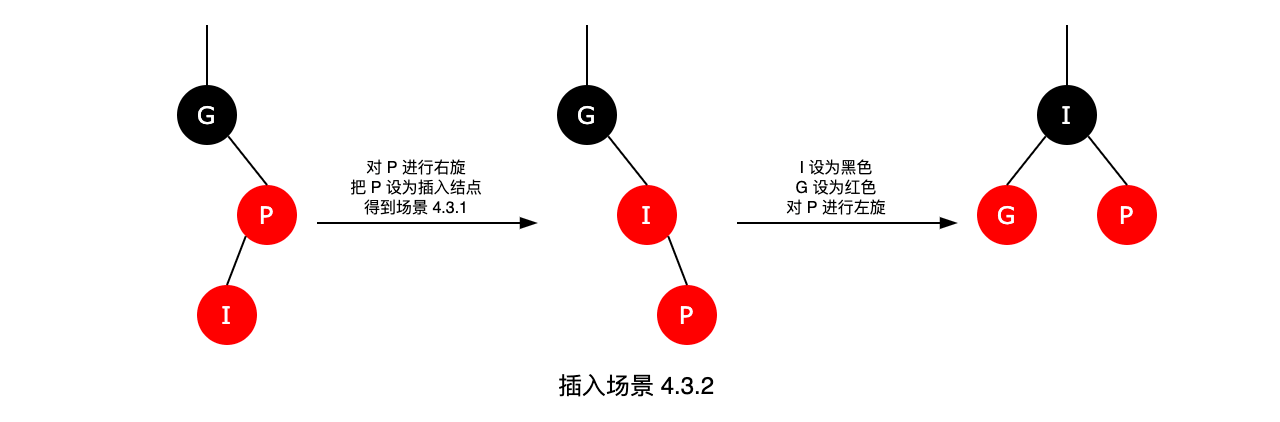 G
P
I
对 P 进行右旋
把 P 设为插入结点
得到场景 4.3.1
G
I
P
I 设为黑色
G 设为红色
对 P 进行左旋
I
G
P
插入场景 4.3.2